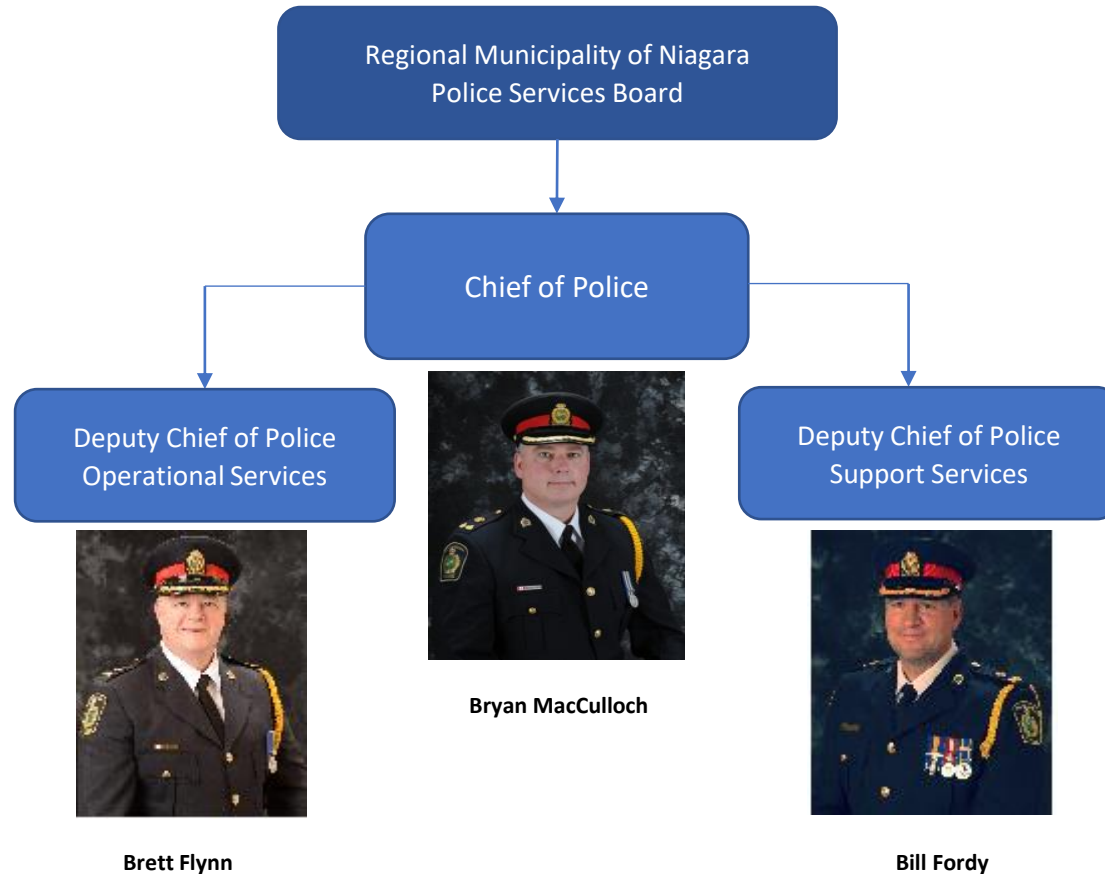 Regional Municipality of Niagara
Police Services Board
Chief of Police
Deputy Chief of Police
Operational Services
Deputy Chief of Police
Support Services
Bryan MacCulloch
Brett Flynn
Bill Fordy